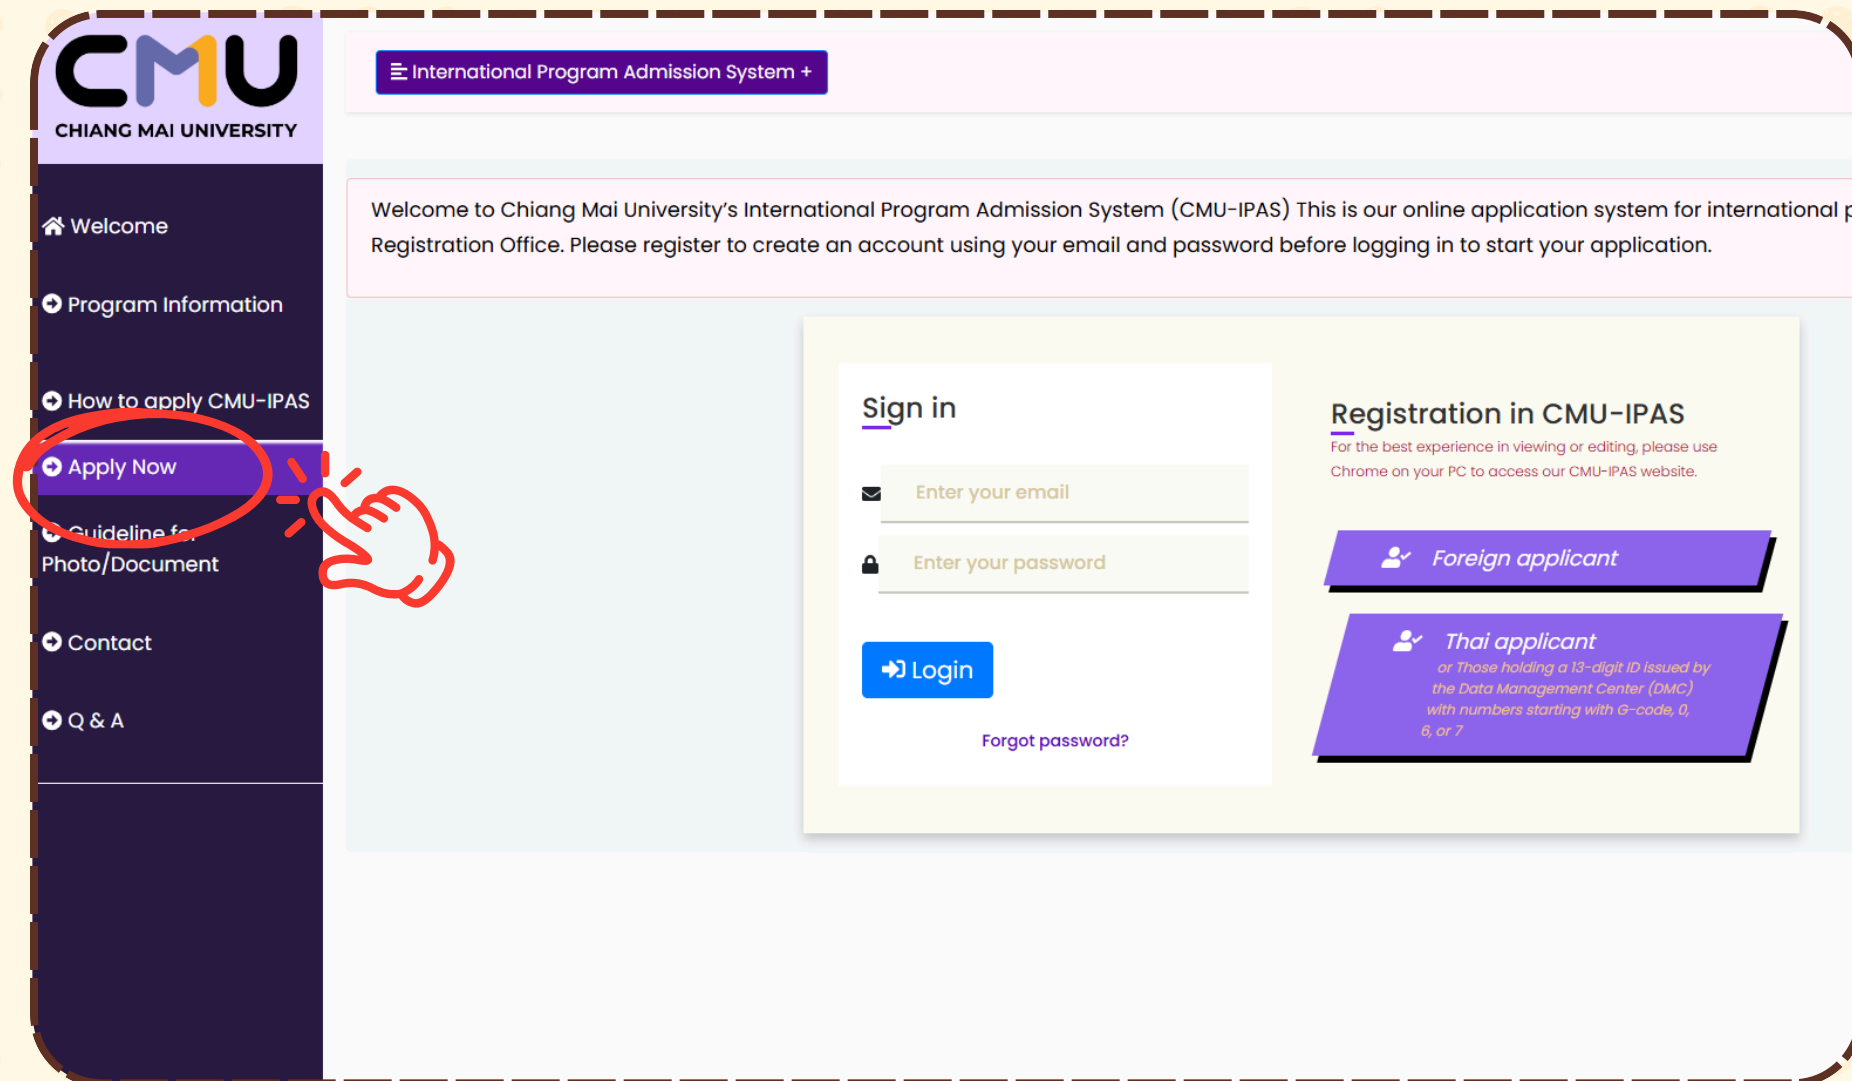 CMU
CHIANG MAI UNIVERSITY
International Program Admission System +
Welcome
Program Information
How to apply CMU-IPAS
Apply Now
Guideline for
Photo/Document
Contact
Q & A
Welcome to Chiang Mai University's International Program Admission System (CMU-IPAS) This is our online application system for international
Registration Office. Please register to create an account using your email and password before logging in to start your application.
Sign in
Enter your email
Enter your password
Login
Forgot password?
Registration in CMU-IPAS
For the best experience in viewing or editing, please use
Chrome on your PC to access our CMU-IPAS website.
Foreign applicant
Thai applicant
or Those holding a 13-digit ID issued by
the Data Management Center (DMC)
with numbers starting with G-code, 0,
6, or 7